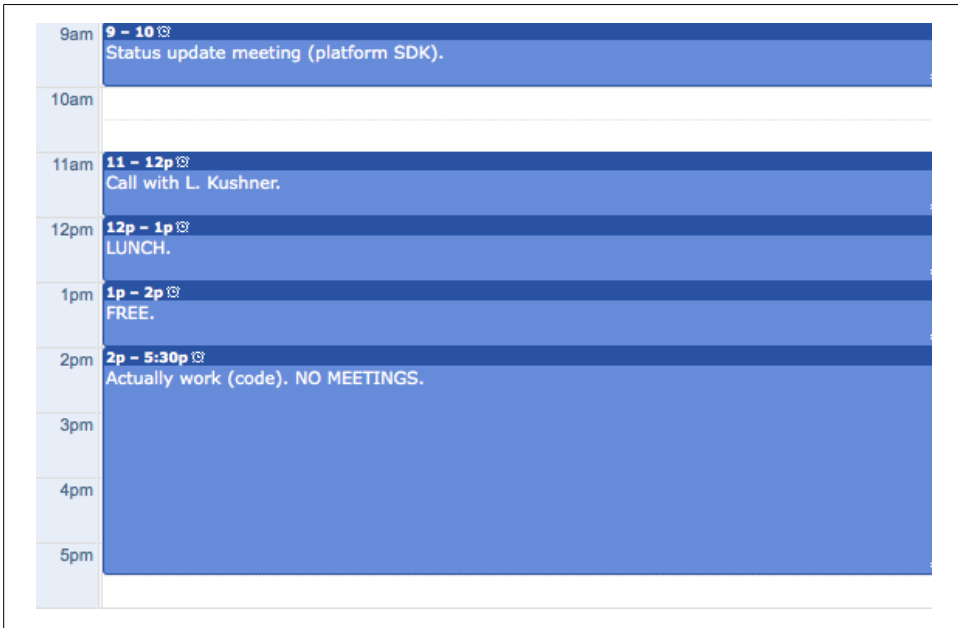 9am
9 – 10
Status update meeting (platform SDK).
10am
11am
11 – 12p
Call with L. Kushner.
12pm
12p – 1p
LUNCH.
1pm
1p – 2p
FREE.
2pm
2p – 5:30p
Actually work (code). NO MEETINGS.
3pm
4pm
5pm